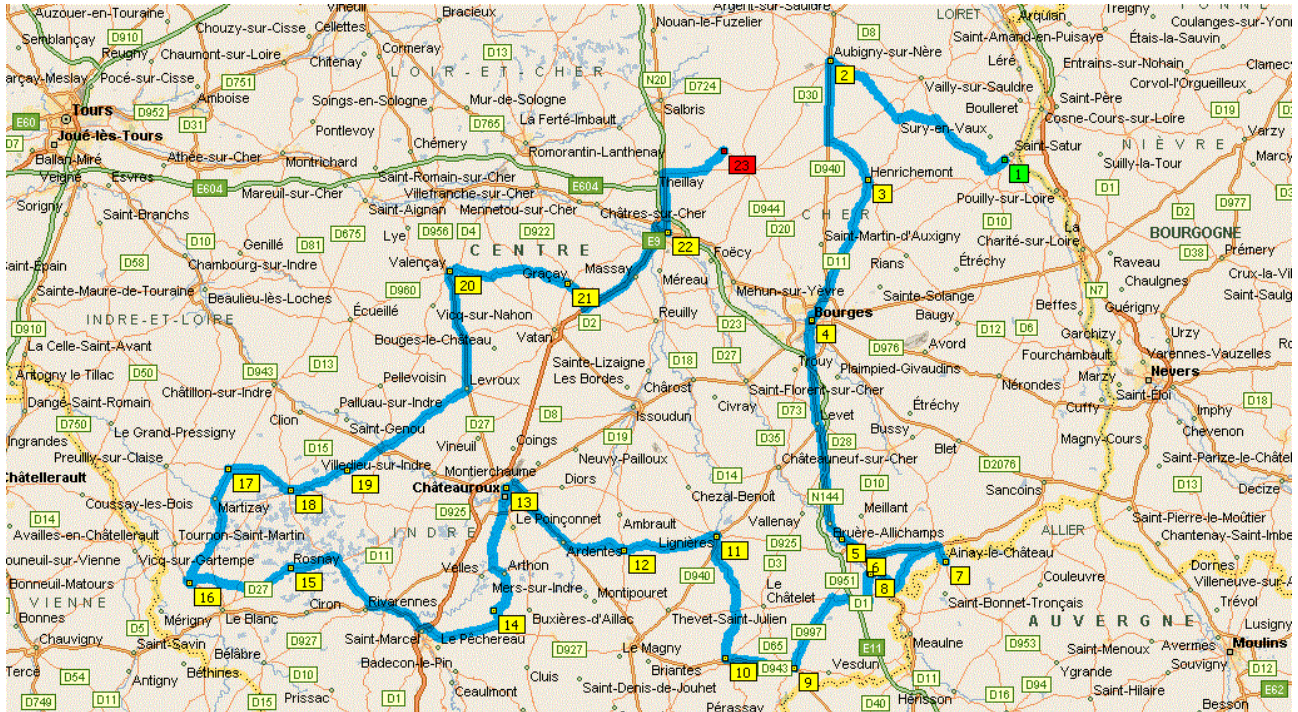 Auzouer-en-Touraine
Bracieux
Nouan-le-Fuzelier
Argent-sur-Sauldre
LORET
Arquian
Treigny
D910
Chouzy-sur-Cisse
Cellettes
Coulanges-sur-Yon
Semblançay
D13
D8
Saint-Amand-en-Puisaye
Étais-la-Sauvin
Reugny
Chaumont-sur-Loire
Cormeray
Aubigny-sur-Nère
Léré
Entrains-sur-Nohain
Clamecy
Chitenay
LOIR-ET-CHER
N20
D724
2
Vailly-sur-Sauldre
Corvol-l'Orgueilleux
arçay-Meslay
Pocé-sur-Cisse
D751
D30
Boulleret
Saint-Père
D19
Amboise
Soings-en-Sologne
Mur-de-Sologne
Salbris
Cosne-Cours-sur-Loire
Tours
D952
D765
La Ferté-Imbault
Sury-en-Vaux
Varzy
E60
D31
Pontlevoy
NIÈVRE
D7
Joué-lès-Tours
Chémery
Saint-Satur
Marcy
Ballan-Miré
Athée-sur-Cher
Montrichard
Romorantin-Lanthenay
23
D940
Henrichemont
1
Suilly-la-Tour
Veigné
Esvres
E604
Saint-Romain-sur-Cher
E604
Theillay
3
D1
Mareuil-sur-Cher
Villefranche-sur-Cher
Pouilly-sur-Loire
Sorigny
Saint-Aignan
Mennetou-sur-Cher
Châtres-sur-Cher
D944
CHER
D10
D977
Saint-Branchs
D675
D956
D4
D922
D20
La
D2
Lye
E9
22
Saint-Martin-d'Auxigny
Charité-sur-Loire
BOURGOGNE
D10
Genillé
D81
CENTRE
Foëcy
D11
Étréchy
Prémery
Saint-Épain
D58
Chambourg-sur-Indre
Valençay
Massay
Rians
Raveau
D38
Graçay
Méreau
Chaulgnes
Crux-la-Vil
Sainte-Maure-de-Touraine
D960
20
Mehun-sur-Yèvre
N7
Beaulieu-lès-Loches
21
Sainte-Solange
Beffes
Guérigny
Saint-Saulg
Écueillé
Vicq-sur-Nahon
Reuilly
Bourges
Baugy
INDRE-ET-LOIRE
D2
D23
4
D12
D6
Garchizy
Urzy
D910
Vatan
Bouges-le-Château
D976
Avord
La Celle-Saint-Avant
Sainte-Lizaigne
D18
D27
Trouy
Fourchambault
Varennes-Vauzelles
D13
Les Bordes
Plaimpied-Givaudins
Marzy
Nevers
Antogny le Tillac
D50
D943
Pellevoisin
Levroux
Chârost
Saint-Florent-sur-Cher
Nérondes
Châtillon-sur-Indre
Saint-Éloi
Dangé-Saint-Romain
Palluau-sur-Indre
Civray
Étréchy
Cuffy
Imphy
D18
Clion
Issoudun
D73
Levet
D750
Saint-Genou
D8
Chevenon
Ingrandes
Le Grand-Pressigny
D27
D19
D28
Bussy
Magny-Cours
D15
Vineuil
Coings
D35
Blet
Preuilly-sur-Claise
Villedieu-sur-Indre
Neuvy-Pailloux
Châteauneuf-sur-Cher
Saint-Parize-le-Châtel
Châtellerault
17
19
Montierchaume
D14
D2076
Coussay-les-Bois
18
Châteauroux
Diors
Chezal-Benoît
N144
D10
Sancoins
D13
Decize
Martizay
13
D14
D925
Le Poinçonnet
Meillant
Tournon-Saint-Martin
INDRE
Ambrault
Vallenay
Saint-Pierre-le-Moûtier
Availles-en-Châtellerault
Lignières
Bruère-Allichamps
ALLIER
Chantenay-Saint-Imbe
Rosnay
D11
Ardentes
D925
ouneuil-sur-Vienne
Vicq-sur-Gartempe
11
5
Ainay-le-Château
15
Velles
Arthon
12
D3
6
7
Dornes
Bonneuil-Matours
D27
D940
D951
8
Couleuvre
16
Mers-sur-Indre
Montipouret
Le
Villeneuve-sur-A
VIENNE
Ciron
Rivarennes
Châtelet
D1
Saint-Bonnet-Tronçais
Bonnes
Mérigny
Le Blanc
14
Buxières-d'Aillac
Thevet-Saint-Julien
Trévol
D5
AUVERGNE
Chauvigny
D927
Saint-Marcel
Le Pêchereau
D997
Lusigny
Saint-Savin
D927
Le Magny
D65
E11
Meaulne
D953
Moulins
Bélâbre
Badecon-le-Pin
Saint-Menoux
Avermes
Tercé
D54
D10
Briantes
10
D943
Vesdun
Souvigny
D12
Béthines
Cluis
9
D11
Ygrande
Antigny
Prissac
D1
Ceaulmont
Saint-Denis-de-Jouhet
D16
D94
E62
D749
D15
Pérassay
D40
Hérisson
Saint-Hilaire
Besson